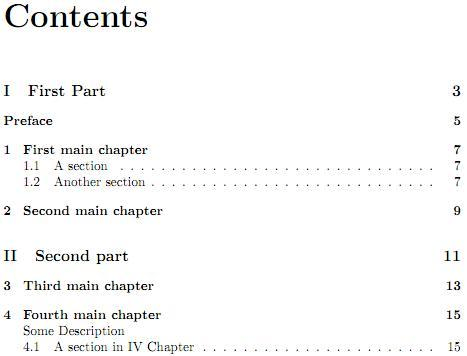 Contents
I First Part 3
Preface 5
1 First main chapter 7
1.1 A section . . . . . . . . . . . . . . . . . . . . . . . . . . . . . . . 7
1.2 Another section . . . . . . . . . . . . . . . . . . . . . . . . . . . . 7
2 Second main chapter 9
II Second part 11
3 Third main chapter 13
4 Fourth main chapter 15
Some Description
4.1 A section in IV Chapter . . . . . . . . . . . . . . . . . . . . . . . 15